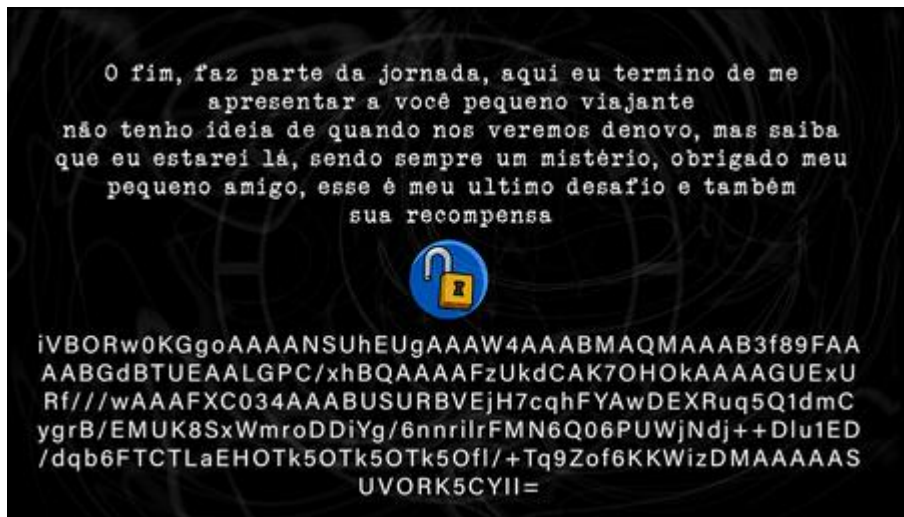 O fim, faz parte da jornada, aqui eu termino de me
apresentar a você pequeno viajante
não tenho ideia de quando nos veremos denovo, mas saiba
que eu estarei lá, sendo sempre um mistério, obrigado meu
pequeno amigo, esse é meu ultimo desafio e também
sua recompensa
iVBORw0KGgoAAAANSUhEUgAAAW4AAABMAQMAAAB3f89FAA
AABGdBTUEAALGPC/xhBQAAAAFzUkdCAK7OHOkAAAAGUExU
Rf///wAAAFXC034AAABUSURBVEjH7cqhFYAwDEXRuq5Q1dmC
ygrB/EMUK8SxWmroDDiYg/6nnrilrFMN6Q06PUWjNdj++Dlu1ED
/dqb6FTCTLaEHOTk5OTk5OTk5OfI/+Tq9Zof6KKWizDMAAAAAS
UVORK5CYII=